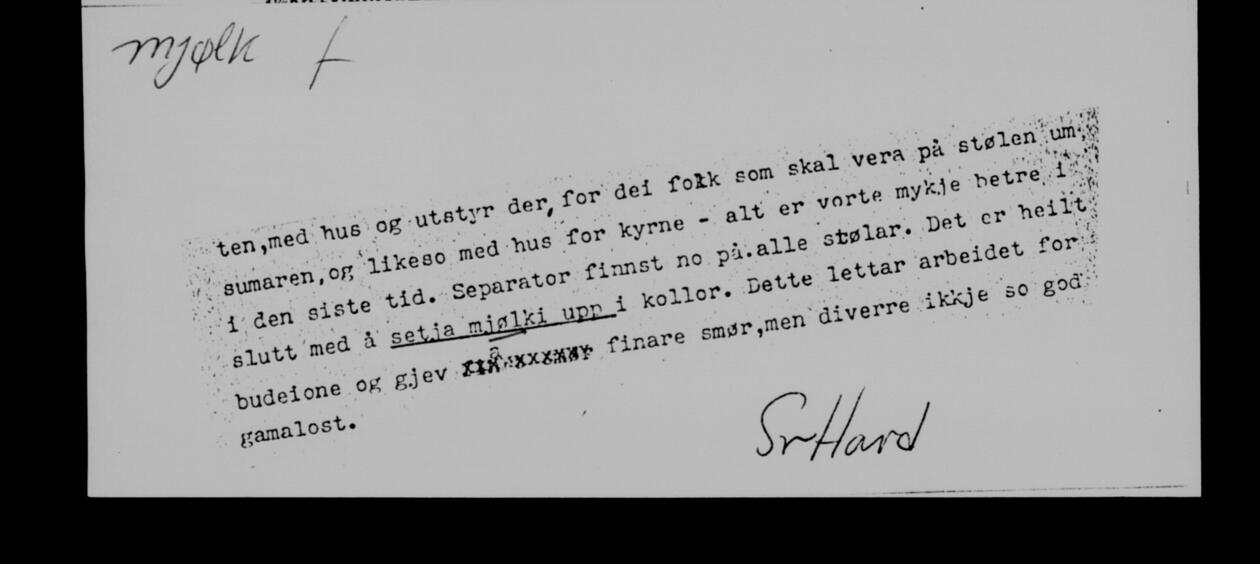 mjølk f
ten, med hus og utstyr der, for dei folk som skal vera på stølen um
sumaren, og likeso med hus for kyrne - alt er vorte mykje betre i
i den siste tid. Separator finnst no på alle stølar. Det er heilt
slutt med å setja mjølki upp i kollor. Dette lettar arbeidet for
budeione og gjev finare smør, men diverre ikkje so god
gamalost.
SrHard